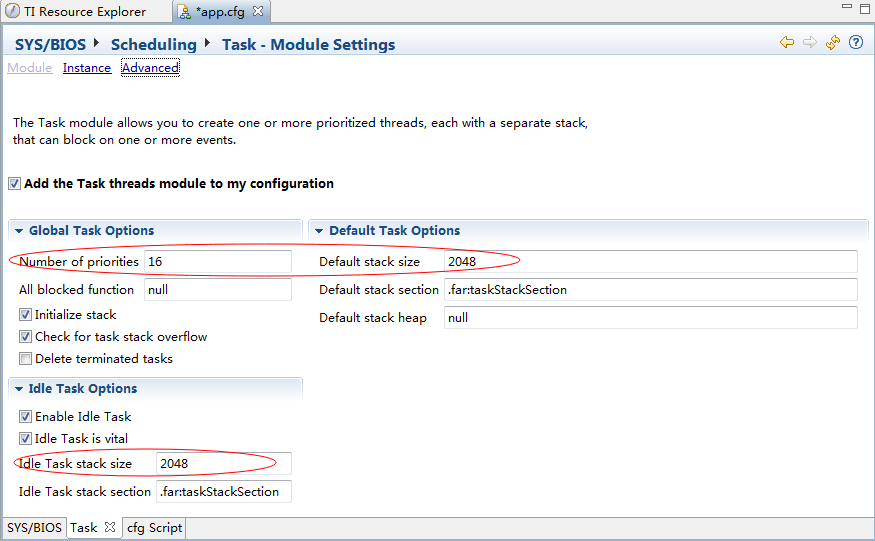 TI Resource Explorer
*app.cfg
SYS/BIOS
Scheduling
Task - Module Settings
Module Instance Advanced
The Task module allows you to create one or more prioritized threads, each with a separate stack,
that can block on one or more events.
Add the Task threads module to my configuration
Global Task Options
Number of priorities 16
All blocked function null
Initialize stack
Check for task stack overflow
Delete terminated tasks
Default Task Options
Default stack size 2048
Default stack section .far:taskStackSection
Default stack heap null
Idle Task Options
Enable Idle Task
Idle Task is vital
Idle Task stack size 2048
Idle Task stack section .far:taskStackSection
SYS/BIOS Task cfg Script